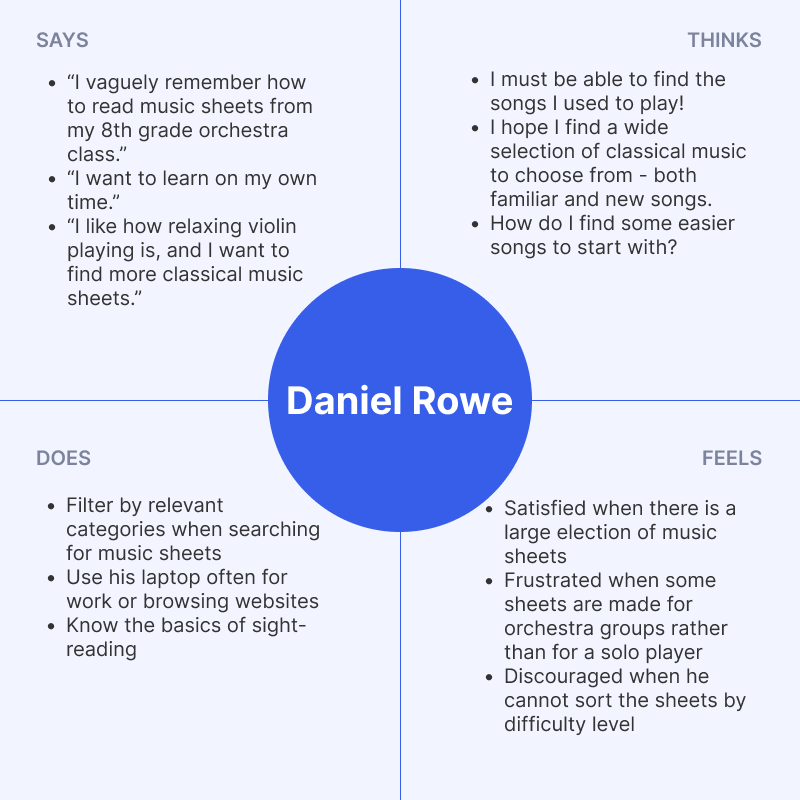 SAYS
• “I vaguely remember how
to read music sheets from
my 8th grade orchestra
class.”
• “I want to learn on my own
time.”
• “I like how relaxing violin
playing is, and I want to
find more classical music
sheets.”
THINKS
• I must be able to find the
songs I used to play!
• I hope I find a wide
selection of classical music
to choose from - both
familiar and new songs.
• How do I find some easier
songs to start with?
Daniel Rowe
DOES
• Filter by relevant
categories when searching
for music sheets
• Use his laptop often for
work or browsing websites
• Know the basics of sight-
reading
FEELS
• Satisfied when there is a
large election of music
sheets
• Frustrated when some
sheets are made for
orchestra groups rather
than for a solo player
• Discouraged when he
cannot sort the sheets by
difficulty level